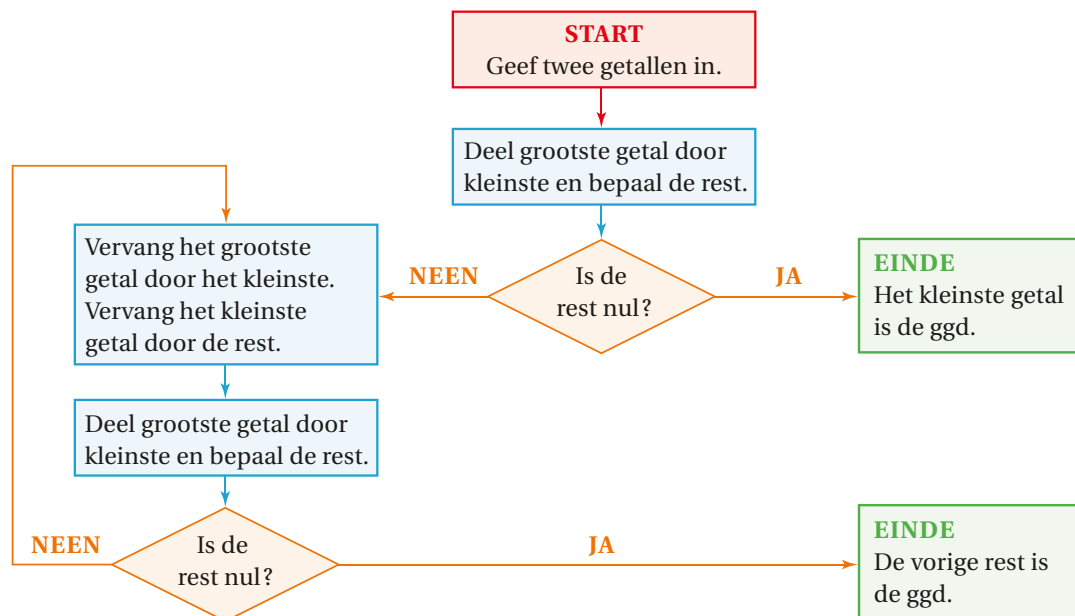 START
Geef twee getallen in.
Deel grootste getal door
kleinste en bepaal de rest.
Is de
rest nul?
NEEN
JA
EINDE
Het kleinste getal
is de ggd.
Vervang het grootste
getal door het kleinste.
Vervang het kleinste
getal door de rest.
Deel grootste getal door
kleinste en bepaal de rest.
Is de
rest nul?
NEEN
JA
EINDE
De vorige rest is
de ggd.